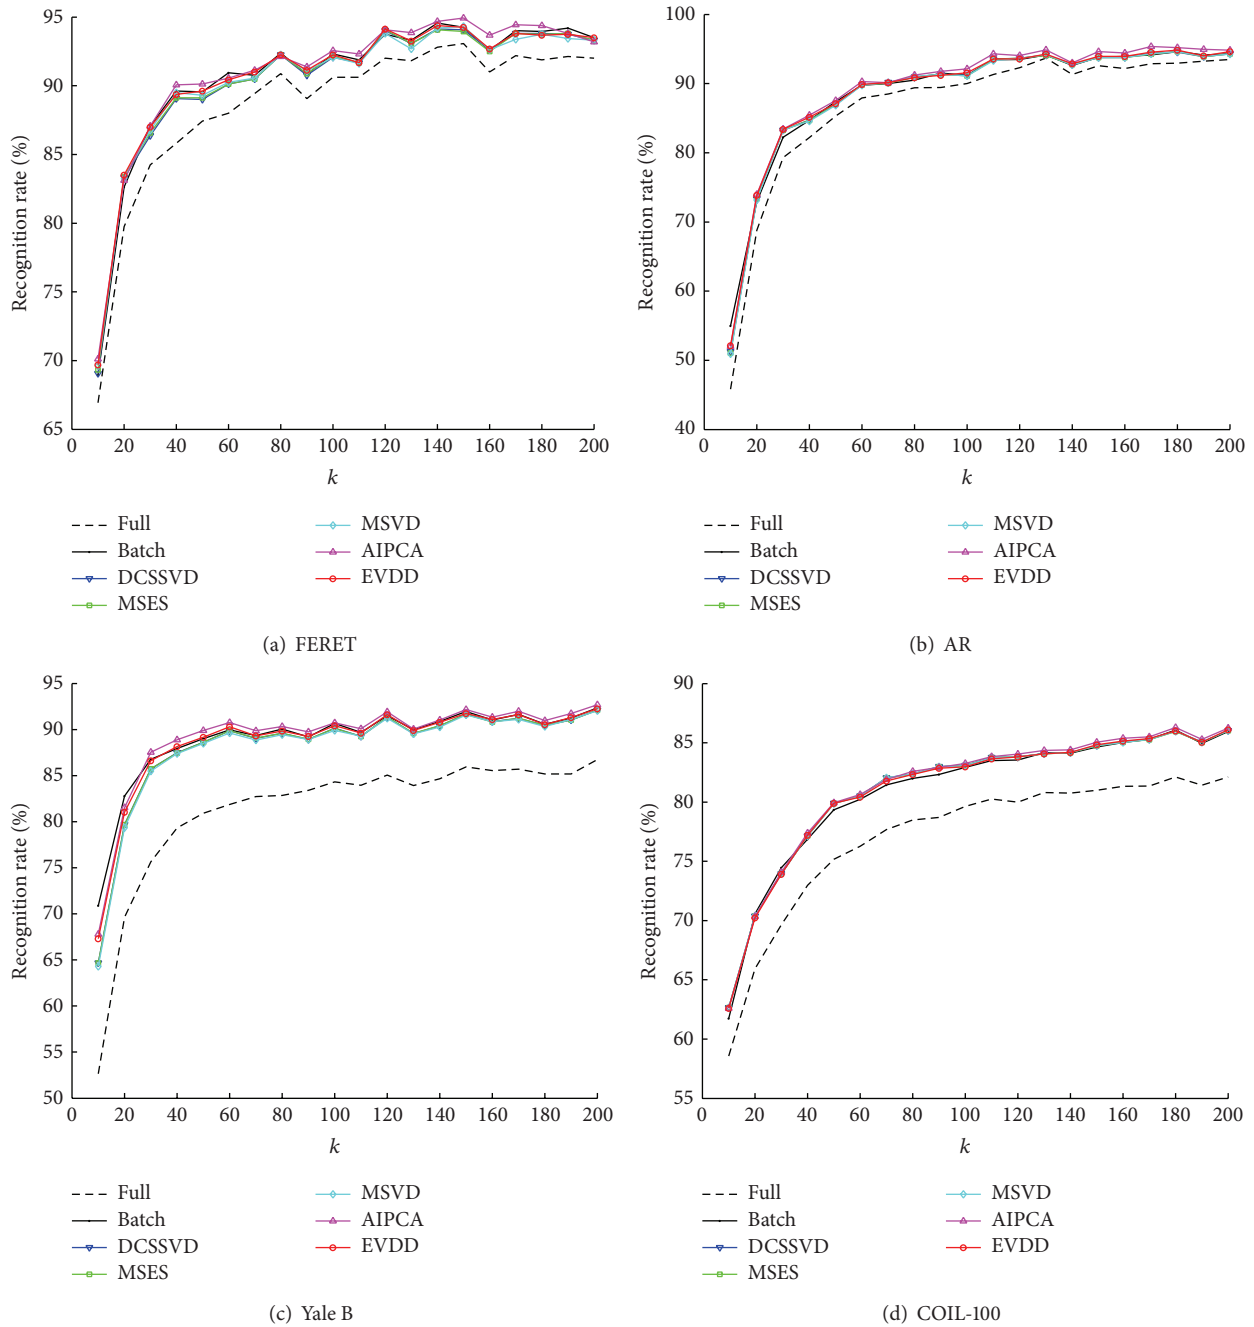 95
90
85
80
75
70
65
0 20 40 60 80 100 120 140 160 180 200
Recognition rate (%)
k
Full
Batch
DCSSVD
MSES
MSVD
AIPCA
EVDD
(a) FERET
100
90
80
70
60
50
40
0 20 40 60 80 100 120 140 160 180 200
Recognition rate (%)
k
Full
Batch
DCSSVD
MSES
MSVD
AIPCA
EVDD
(b) AR
95
90
85
80
75
70
65
60
55
50
0 20 40 60 80 100 120 140 160 180 200
Recognition rate (%)
k
Full
Batch
DCSSVD
MSES
MSVD
AIPCA
EVDD
(c) Yale B
90
85
80
75
70
65
60
55
0 20 40 60 80 100 120 140 160 180 200
Recognition rate (%)
k
Full
Batch
DCSSVD
MSES
MSVD
AIPCA
EVDD
(d) COIL-100